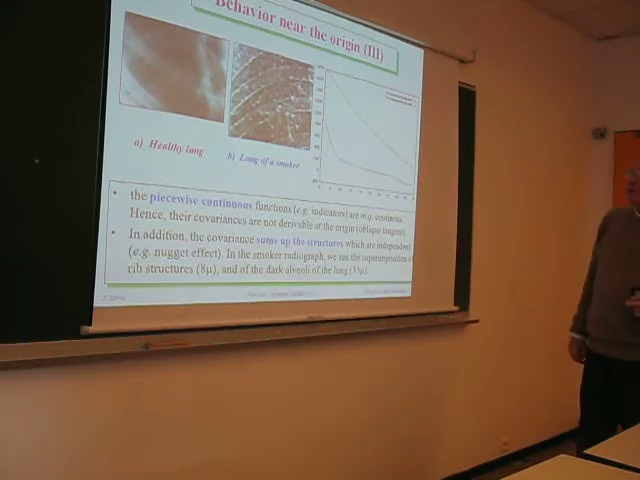 Behavior near the origin (III)
a) Healthy lung
b) Lung of a smoker
• the piecewise continuous functions (e.g. indicators) are m.q. continous.
Hence, their covariances are not derivable at the origin (oblique tangent)
• In addition, the covariance sums up the structures which are independent
(e.g. nugget effect). In the smoker radiograph, we see the superimposition of
rib structures (8µ), and of the dark alveoli of the lung (35µ).